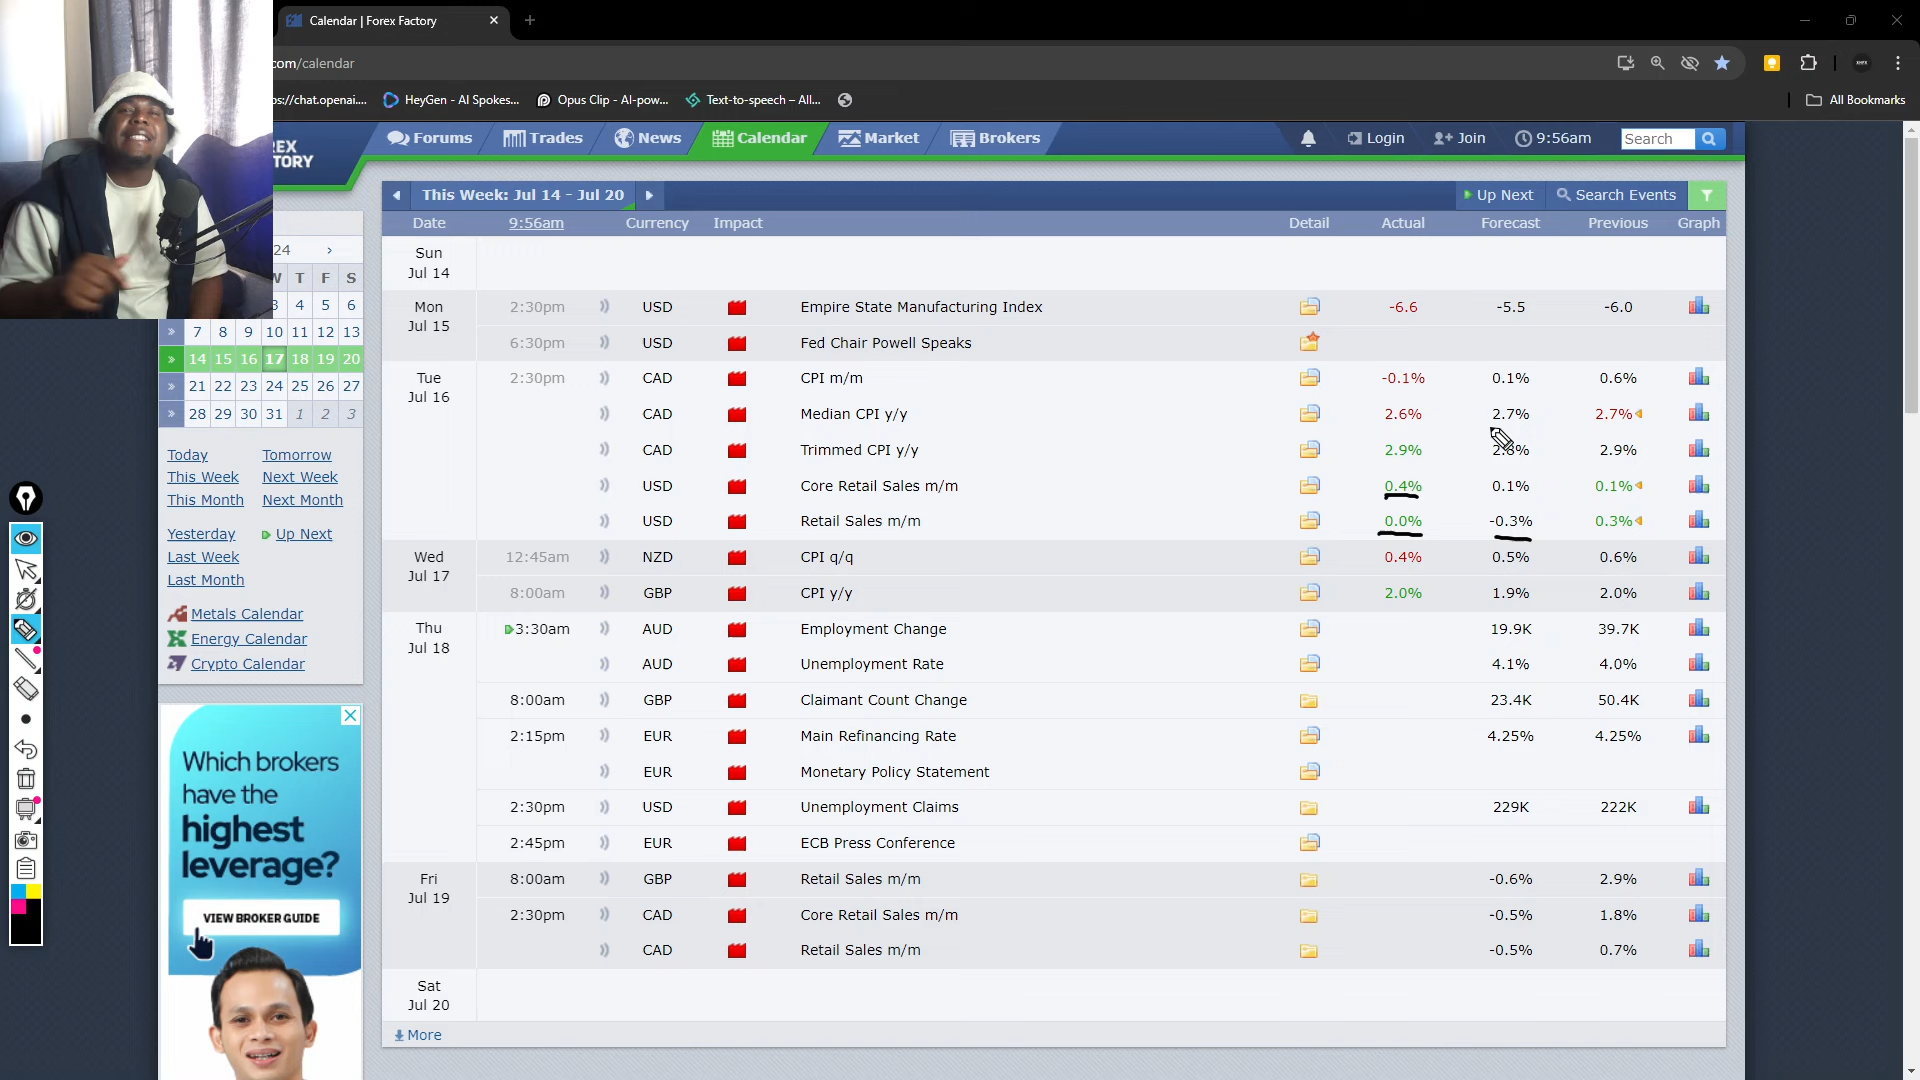 Calendar | Forex Factory
com/calendar
ps://chat.openai.... HeyGen - AI Spokes... Opus Clip - AI-pow... Text-to-speech – All... All Bookmarks
REX
TORY
Forums Trades News Calendar Market Brokers Login Join 9:56am Search
This Week: Jul 14 - Jul 20 Up Next Search Events
Date 9:56am Currency Impact Detail Actual Forecast Previous Graph
Sun
Jul 14
Mon
Jul 15
2:30pm USD Empire State Manufacturing Index -6.6 -5.5 -6.0
6:30pm USD Fed Chair Powell Speaks
Tue
Jul 16
2:30pm CAD CPI m/m -0.1% 0.1% 0.6%
CAD Median CPI y/y 2.6% 2.7% 2.7%
CAD Trimmed CPI y/y 2.9% 2.8% 2.9%
USD Core Retail Sales m/m 0.4% 0.1% 0.1%
USD Retail Sales m/m 0.0% -0.3% 0.3%
Wed
Jul 17
12:45am NZD CPI q/q 0.4% 0.5% 0.6%
8:00am GBP CPI y/y 2.0% 1.9% 2.0%
Thu
Jul 18
3:30am AUD Employment Change 19.9K 39.7K
AUD Unemployment Rate 4.1% 4.0%
8:00am GBP Claimant Count Change 23.4K 50.4K
2:15pm EUR Main Refinancing Rate 4.25% 4.25%
EUR Monetary Policy Statement
2:30pm USD Unemployment Claims 229K 222K
2:45pm EUR ECB Press Conference
Fri
Jul 19
8:00am GBP Retail Sales m/m -0.6% 2.9%
2:30pm CAD Core Retail Sales m/m -0.5% 1.8%
CAD Retail Sales m/m -0.5% 0.7%
Sat
Jul 20
More
24 ›
W T F S
3 4 5 6
» 7 8 9 10 11 12 13
» 14 15 16 17 18 19 20
» 21 22 23 24 25 26 27
» 28 29 30 31 1 2 3
Today Tomorrow
This Week Next Week
This Month Next Month
Yesterday Up Next
Last Week
Last Month
Metals Calendar
Energy Calendar
Crypto Calendar
Which brokers
have the
highest
leverage?
VIEW BROKER GUIDE